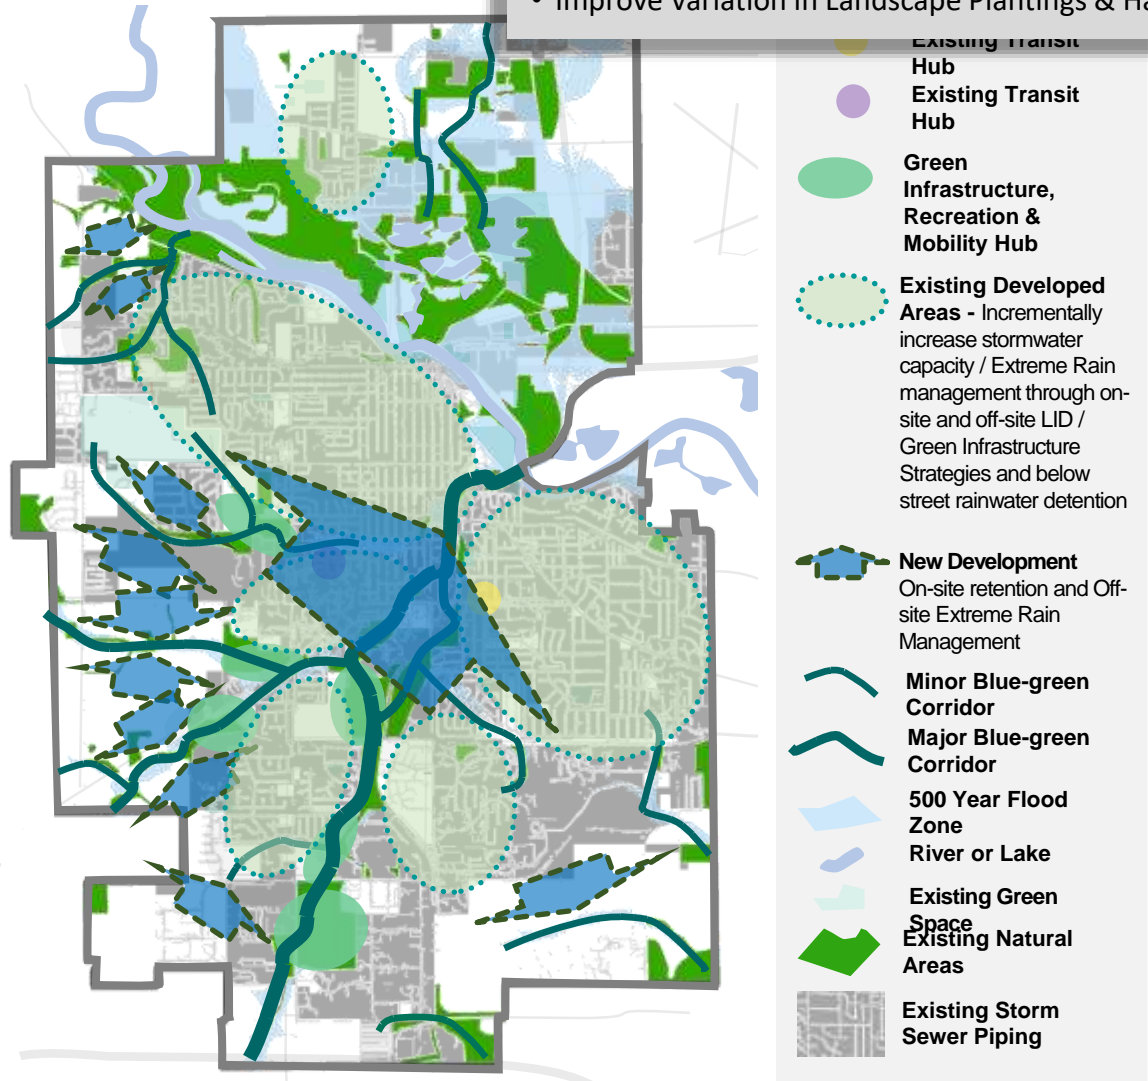 • Improve Variation in Landscape Plantings & Ha
Existing Transit
Hub
Existing Transit
Hub
Green
Infrastructure,
Recreation &
Mobility Hub
Existing Developed
Areas - Incrementally
increase stormwater
capacity / Extreme Rain
management through on-
site and off-site LID /
Green Infrastructure
Strategies and below
street rainwater detention
New Development
On-site retention and Off-
site Extreme Rain
Management
Minor Blue-green
Corridor
Major Blue-green
Corridor
500 Year Flood
Zone
River or Lake
Existing Green
Space
Existing Natural
Areas
Existing Storm
Sewer Piping